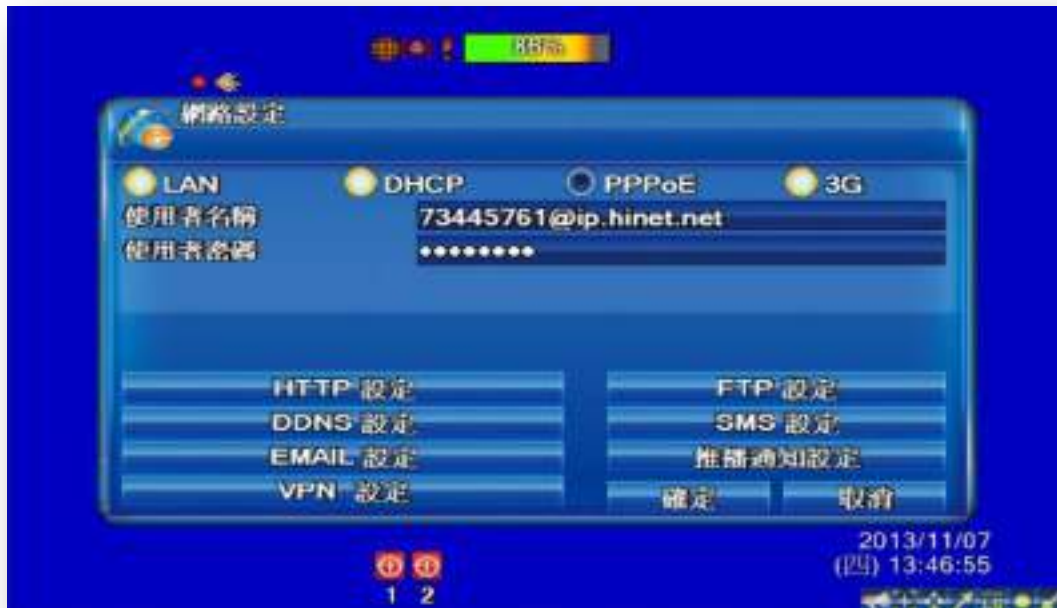 網路設定
LAN DHCP PPPoE 3G
使用者名稱 73445761@ip.hinet.net
使用者密碼 ••••••••
HTTP 設定 FTP 設定
DDNS 設定 SMS 設定
EMAIL 設定 推播通知設定
VPN 設定 確定 取消
2013/11/07
(四) 13:46:55
1 2